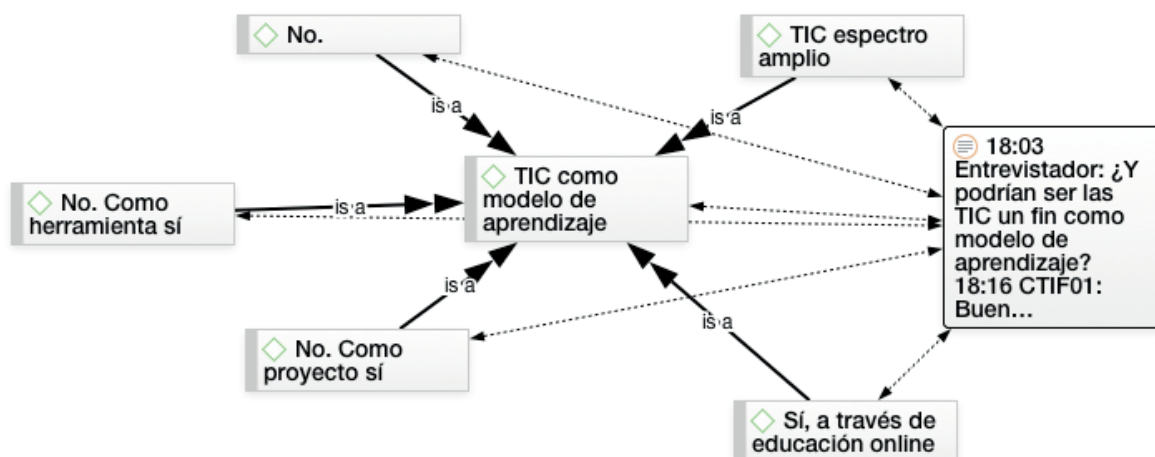 No.
TIC espectro
amplio
is a
is a
18:03
Entrevistador: ¿Y
podrían ser las
TIC un fin como
modelo de
aprendizaje?
18:16 CTIF01:
Buen...
TIC como
modelo de
aprendizaje
No. Como
herramienta sí
is a
is a
is a
No. Como
proyecto sí
Sí, a través de
educación online